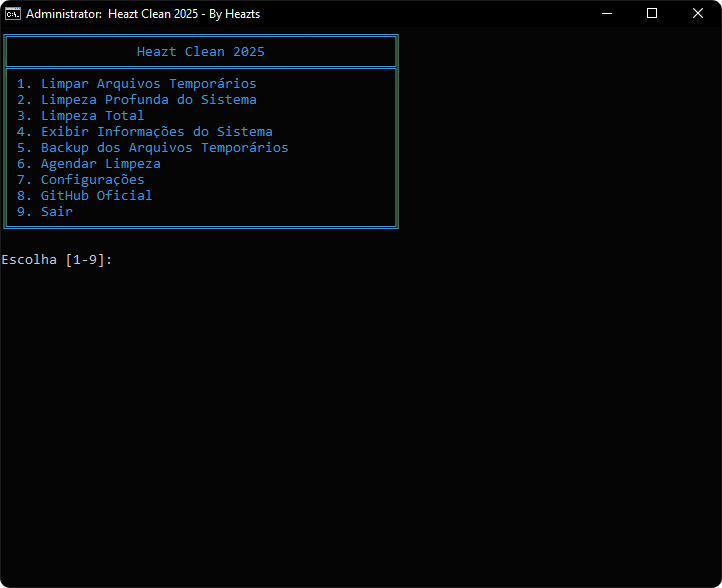 Administrator:  Heazt Clean 2025 - By Heazts
Heazt Clean 2025
1. Limpar Arquivos Temporários
2. Limpeza Profunda do Sistema
3. Limpeza Total
4. Exibir Informações do Sistema
5. Backup dos Arquivos Temporários
6. Agendar Limpeza
7. Configurações
8. GitHub Oficial
9. Sair
Escolha [1-9]: